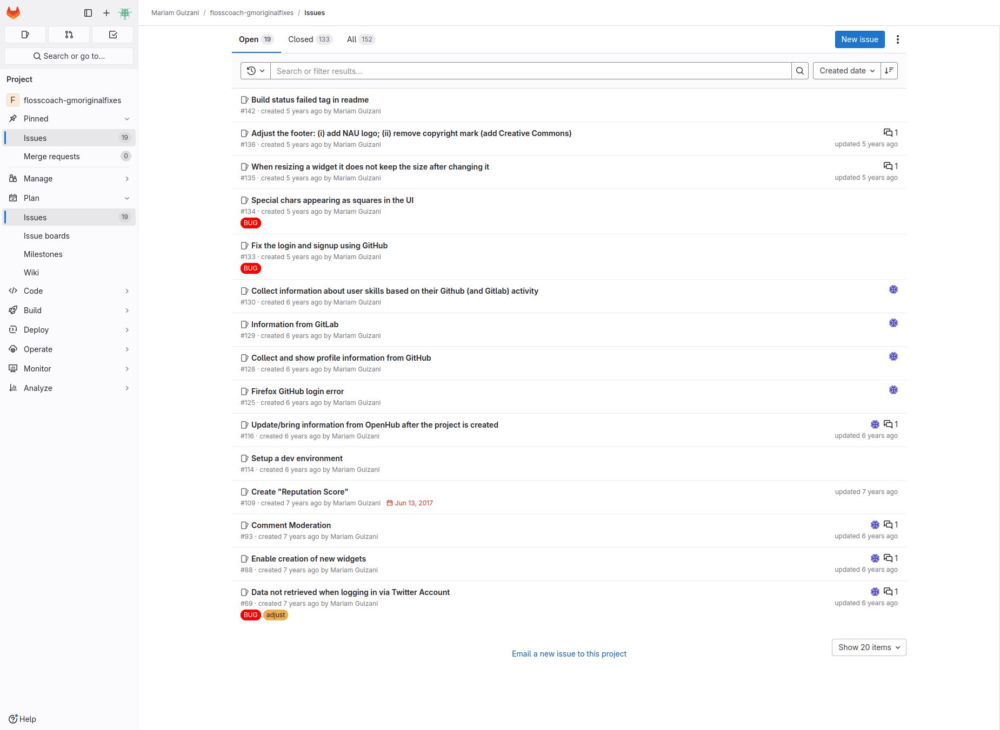 Mariam Guizani / flosscoach-gmoriginalfixes / Issues
Search or go to...
Project
F flosscoach-gmoriginalfixes
Pinned
Issues 19
Merge requests 0
Manage
Plan
Issues 19
Issue boards
Milestones
Wiki
Code
Build
Deploy
Operate
Monitor
Analyze
Help
Open 19 Closed 133 All 152
New issue
Search or filter results...
Created date
Build status failed tag in readme
#142 · created 5 years ago by Mariam Guizani
Adjust the footer: (i) add NAU logo; (ii) remove copyright mark (add Creative Commons)
1
#136 · created 5 years ago by Mariam Guizani
updated 5 years ago
When resizing a widget it does not keep the size after changing it
1
#135 · created 5 years ago by Mariam Guizani
updated 5 years ago
Special chars appearing as squares in the UI
#134 · created 5 years ago by Mariam Guizani
BUG
Fix the login and signup using GitHub
#133 · created 5 years ago by Mariam Guizani
BUG
Collect information about user skills based on their Github (and Gitlab) activity
#130 · created 6 years ago by Mariam Guizani
Information from GitLab
#129 · created 6 years ago by Mariam Guizani
Collect and show profile information from GitHub
#128 · created 6 years ago by Mariam Guizani
Firefox GitHub login error
#125 · created 6 years ago by Mariam Guizani
Update/bring information from OpenHub after the project is created
1
#116 · created 6 years ago by Mariam Guizani
updated 6 years ago
Setup a dev environment
#114 · created 6 years ago by Mariam Guizani
Create "Reputation Score"
updated 7 years ago
#109 · created 7 years ago by Mariam Guizani Jun 13, 2017
Comment Moderation
1
#93 · created 7 years ago by Mariam Guizani
updated 6 years ago
Enable creation of new widgets
1
#88 · created 7 years ago by Mariam Guizani
updated 6 years ago
Data not retrieved when logging in via Twitter Account
1
#69 · created 7 years ago by Mariam Guizani
updated 6 years ago
BUG adjust
Show 20 items
Email a new issue to this project